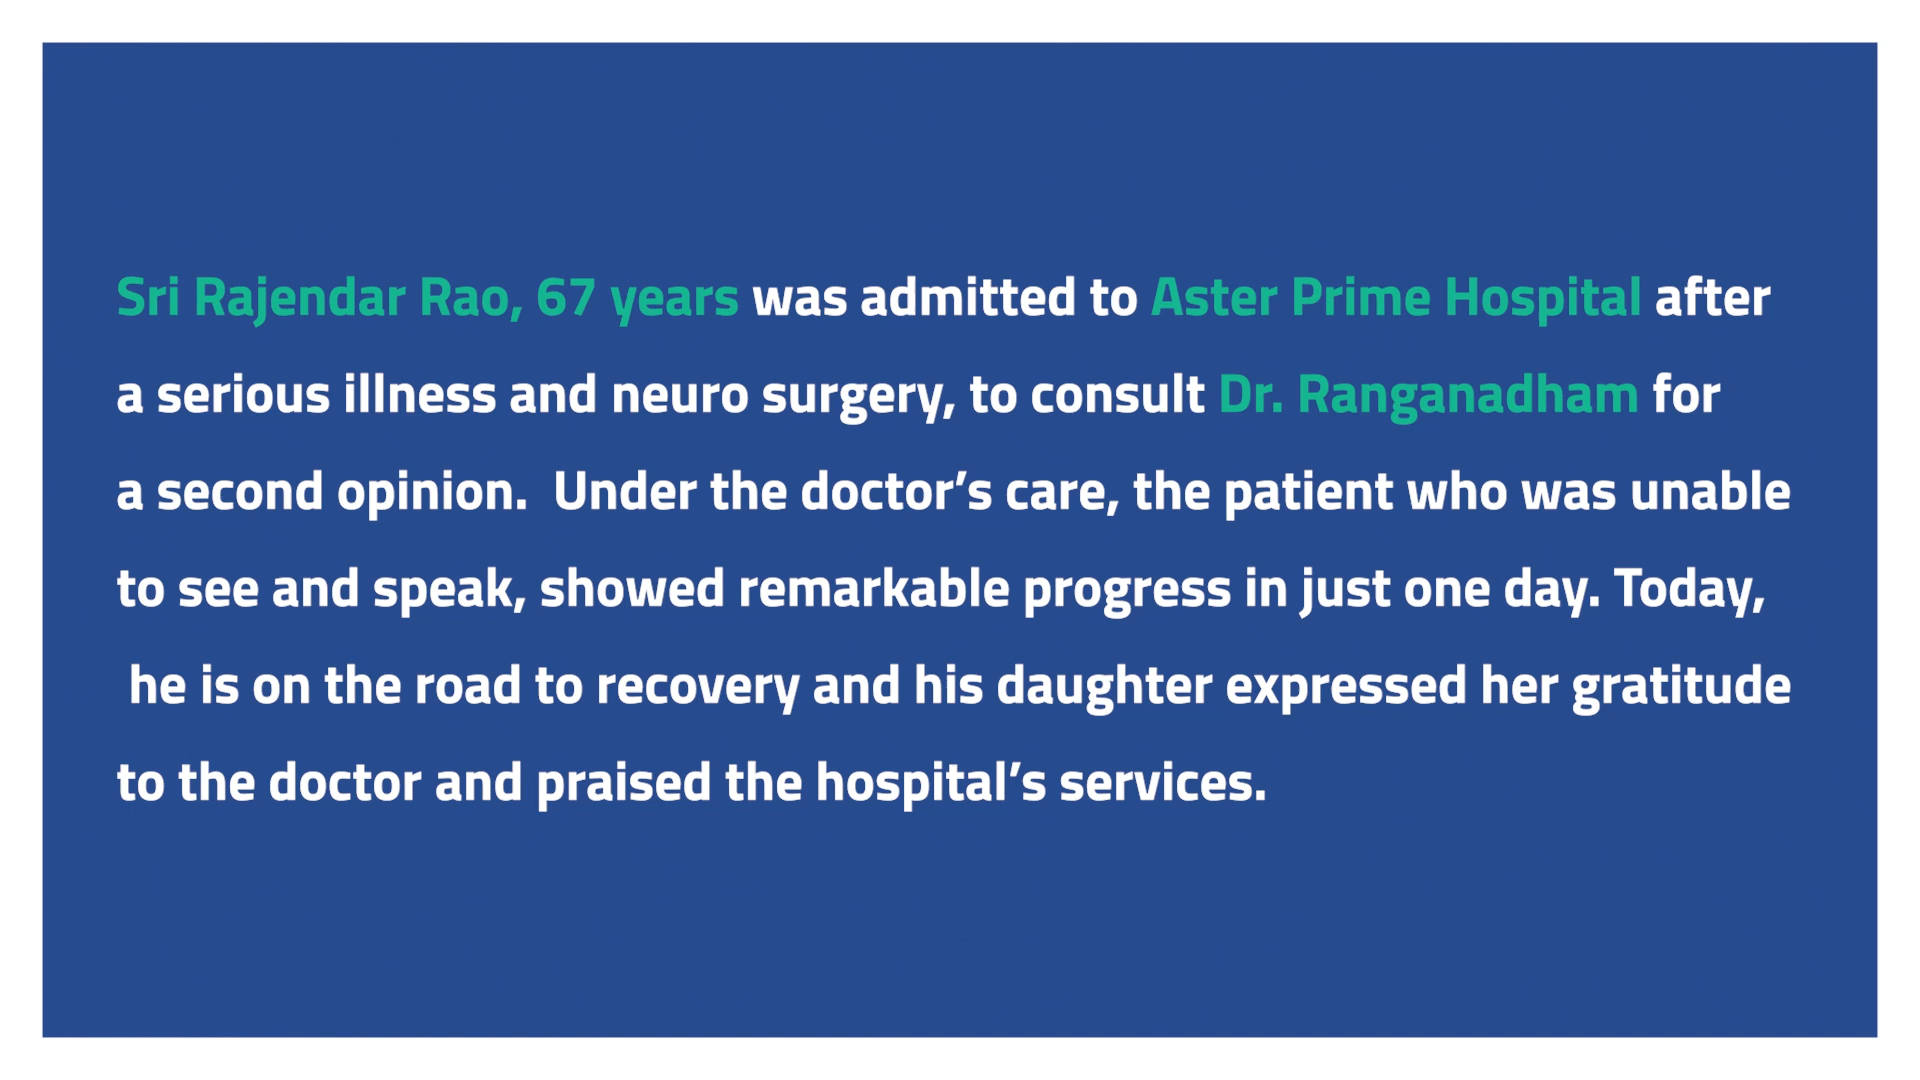 Sri Rajendar Rao, 67 years was admitted to Aster Prime Hospital after
a serious illness and neuro surgery, to consult Dr. Ranganadham for
a second opinion.  Under the doctor’s care, the patient who was unable
to see and speak, showed remarkable progress in just one day. Today,
he is on the road to recovery and his daughter expressed her gratitude
to the doctor and praised the hospital’s services.